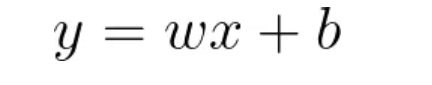 y = wx + b